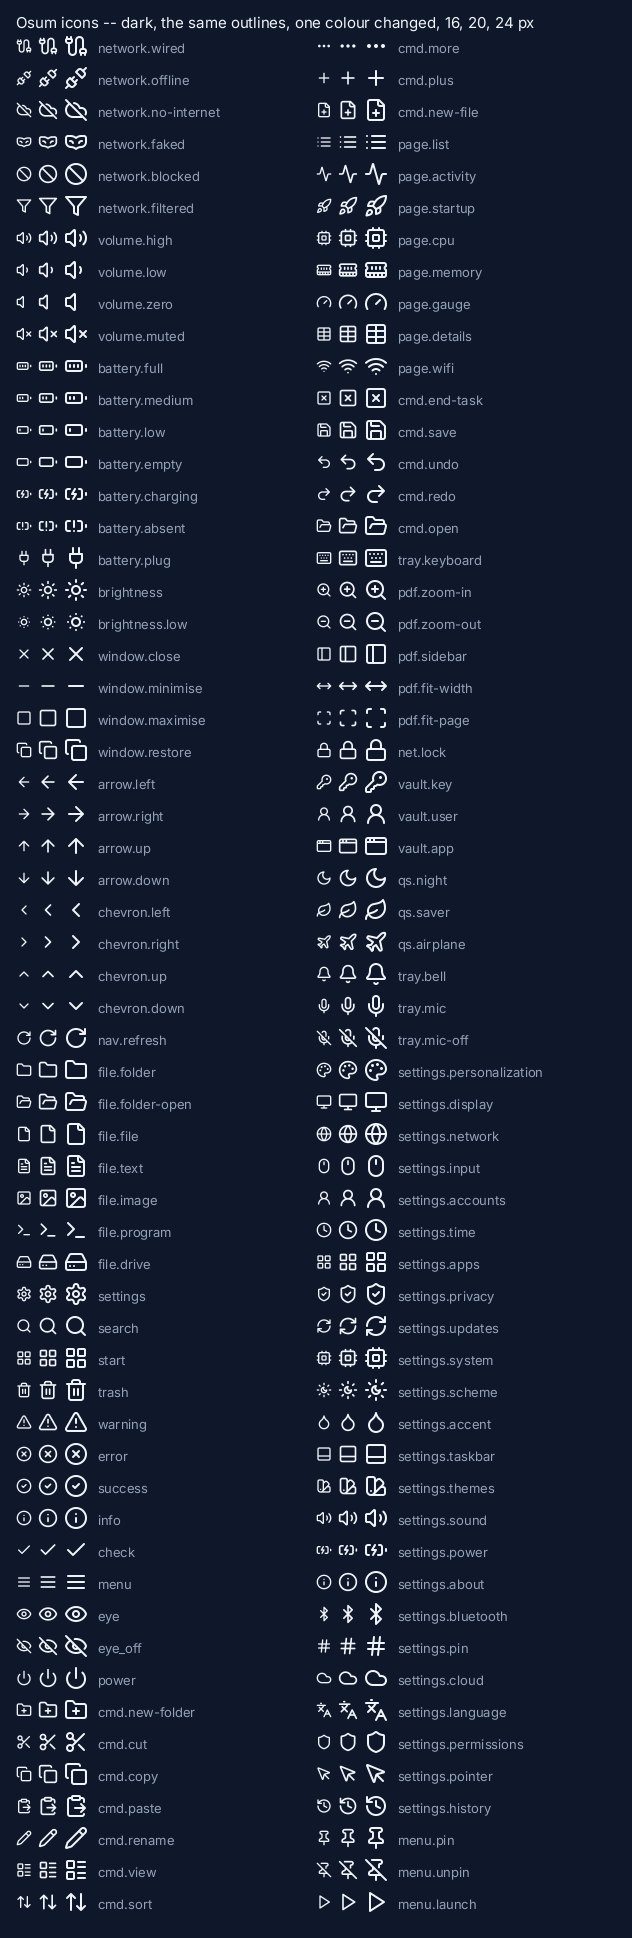 Osum icons -- dark, the same outlines, one colour changed, 16, 20, 24 px
network.wired
network.offline
network.no-internet
network.faked
network.blocked
network.filtered
volume.high
volume.low
volume.zero
volume.muted
battery.full
battery.medium
battery.low
battery.empty
battery.charging
battery.absent
battery.plug
brightness
brightness.low
window.close
window.minimise
window.maximise
window.restore
arrow.left
arrow.right
arrow.up
arrow.down
chevron.left
chevron.right
chevron.up
chevron.down
nav.refresh
file.folder
file.folder-open
file.file
file.text
file.image
file.program
file.drive
settings
search
start
trash
warning
error
success
info
check
menu
eye
eye_off
power
cmd.new-folder
cmd.cut
cmd.copy
cmd.paste
cmd.rename
cmd.view
cmd.sort
cmd.more
cmd.plus
cmd.new-file
page.list
page.activity
page.startup
page.cpu
page.memory
page.gauge
page.details
page.wifi
cmd.end-task
cmd.save
cmd.undo
cmd.redo
cmd.open
tray.keyboard
pdf.zoom-in
pdf.zoom-out
pdf.sidebar
pdf.fit-width
pdf.fit-page
net.lock
vault.key
vault.user
vault.app
qs.night
qs.saver
qs.airplane
tray.bell
tray.mic
tray.mic-off
settings.personalization
settings.display
settings.network
settings.input
settings.accounts
settings.time
settings.apps
settings.privacy
settings.updates
settings.system
settings.scheme
settings.accent
settings.taskbar
settings.themes
settings.sound
settings.power
settings.about
settings.bluetooth
settings.pin
settings.cloud
settings.language
settings.permissions
settings.pointer
settings.history
menu.pin
menu.unpin
menu.launch